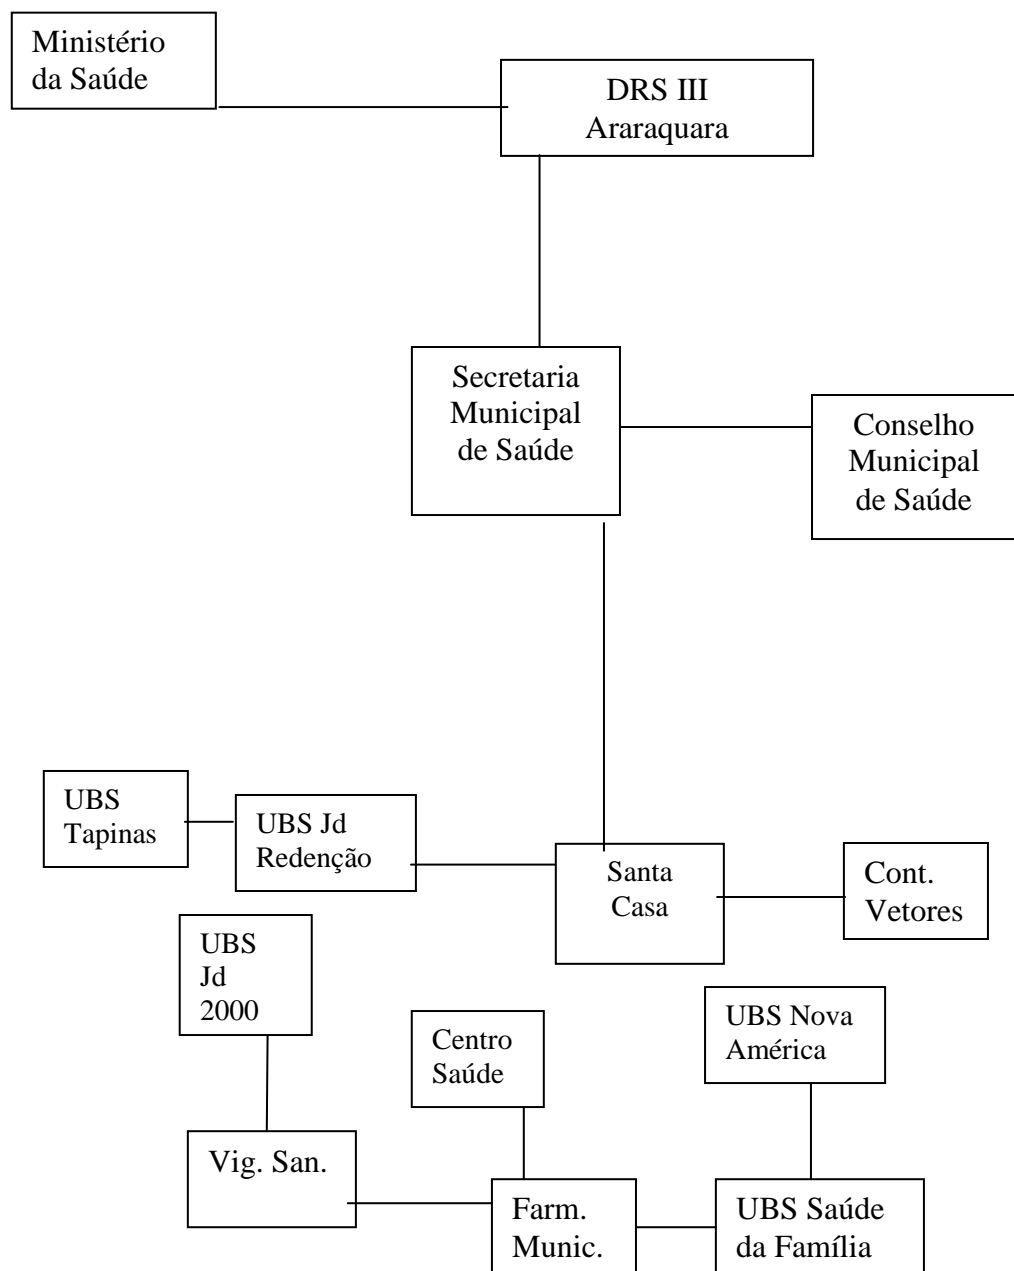 Ministério
da Saúde
DRS III
Araraquara
Secretaria
Municipal
de Saúde
Conselho
Municipal
de Saúde
UBS
Tapinas
UBS Jd
Redenção
Santa
Casa
Cont.
Vetores
UBS
Jd
2000
Centro
Saúde
UBS Nova
América
Vig. San.
Farm.
Munic.
UBS Saúde
da Família